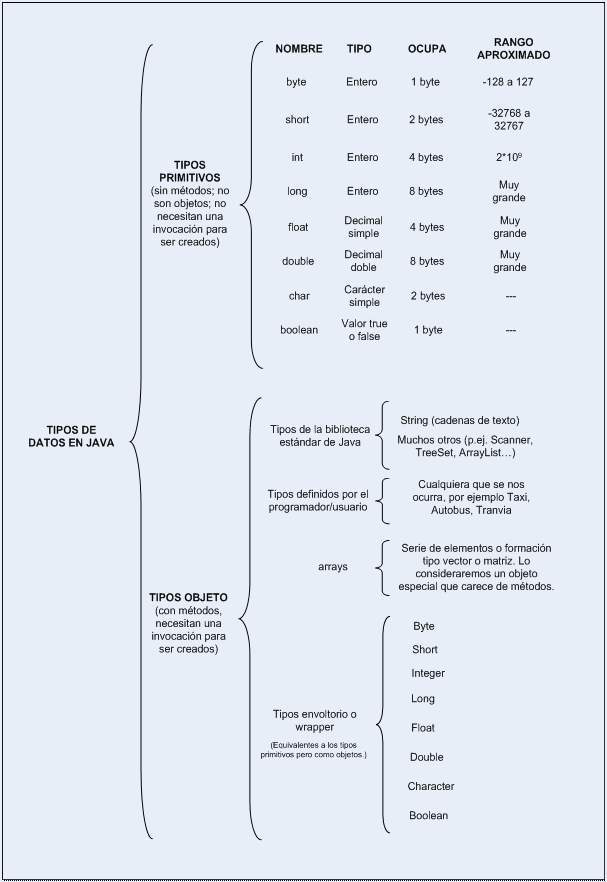 NOMBRE TIPO OCUPA RANGO APROXIMADO
byte Entero 1 byte -128 a 127
short Entero 2 bytes -32768 a
32767
int Entero 4 bytes 2*10⁹
long Entero 8 bytes Muy
grande
float Decimal
simple 4 bytes Muy
grande
double Decimal
doble 8 bytes Muy
grande
char Carácter
simple 2 bytes ---
boolean Valor true
o false 1 byte ---
TIPOS
PRIMITIVOS
(sin métodos; no
son objetos; no
necesitan una
invocación para
ser creados)
TIPOS DE
DATOS EN JAVA
TIPOS OBJETO
(con métodos,
necesitan una
invocación para
ser creados)
Tipos de la biblioteca
estándar de Java
String (cadenas de texto)
Muchos otros (p.ej. Scanner,
TreeSet, ArrayList…)
Tipos definidos por el
programador/usuario
Cualquiera que se nos
ocurra, por ejemplo Taxi,
Autobus, Tranvia
arrays
Serie de elementos o formación
tipo vector o matriz. Lo
consideraremos un objeto
especial que carece de métodos.
Tipos envoltorio o
wrapper
(Equivalentes a los tipos
primitivos pero como objetos.)
Byte
Short
Integer
Long
Float
Double
Character
Boolean